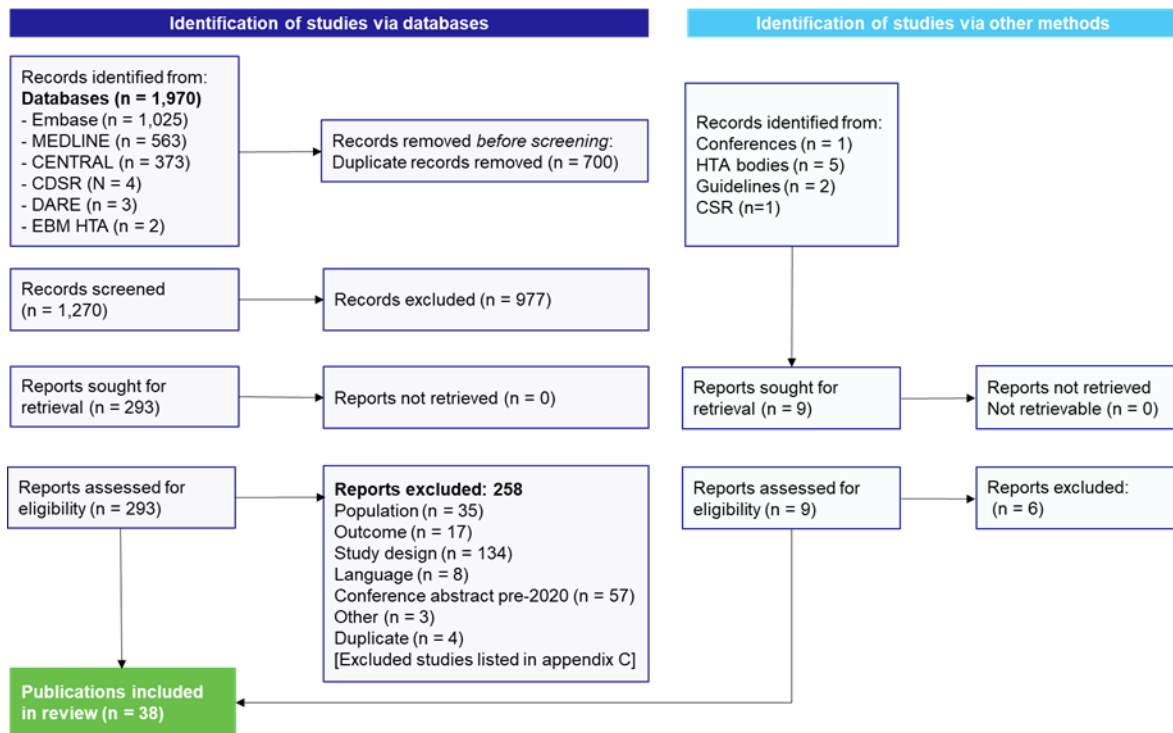 Identification of studies via databases
Identification of studies via other methods
Records identified from:
Databases (n = 1,970)
- Embase (n = 1,025)
- MEDLINE (n = 563)
- CENTRAL (n = 373)
- CDSR (N = 4)
- DARE (n = 3)
- EBM HTA (n = 2)
Records removed before screening:
Duplicate records removed (n = 700)
Records identified from:
Conferences (n = 1)
HTA bodies (n = 5)
Guidelines (n = 2)
CSR (n=1)
Records screened
(n = 1,270)
Records excluded (n = 977)
Reports sought for
retrieval (n = 293)
Reports not retrieved (n = 0)
Reports sought for
retrieval (n = 9)
Reports not retrieved
Not retrievable (n = 0)
Reports assessed for
eligibility (n = 293)
Reports excluded: 258
Population (n = 35)
Outcome (n = 17)
Study design (n = 134)
Language (n = 8)
Conference abstract pre-2020 (n = 57)
Other (n = 3)
Duplicate (n = 4)
[Excluded studies listed in appendix C]
Reports assessed for
eligibility (n = 9)
Reports excluded:
(n = 6)
Publications included
in review (n = 38)